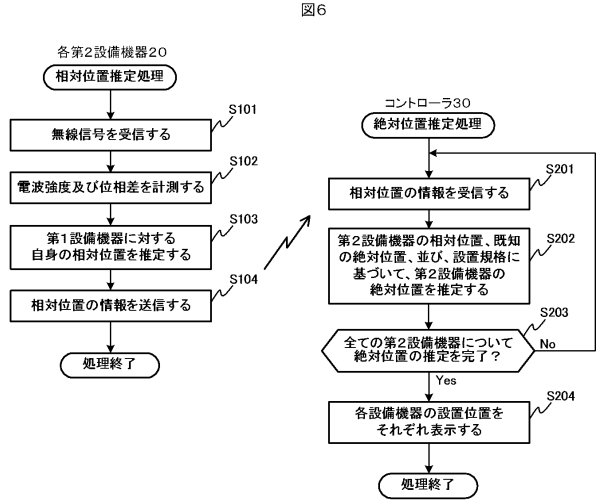 図6
各第2設備機器20
相対位置推定処理
S101
無線信号を受信する
S102
電波強度及び位相差を計測する
S103
第1設備機器に対する
自身の相対位置を推定する
S104
相対位置の情報を送信する
処理終了
コントローラ30
絶対位置推定処理
S201
相対位置の情報を受信する
S202
第2設備機器の相対位置、既知
の絶対位置、並び、設置規格に
基づいて、第2設備機器の
絶対位置を推定する
S203
全ての第2設備機器について
絶対位置の推定を完了?
No
Yes
S204
各設備機器の設置位置を
それぞれ表示する
処理終了